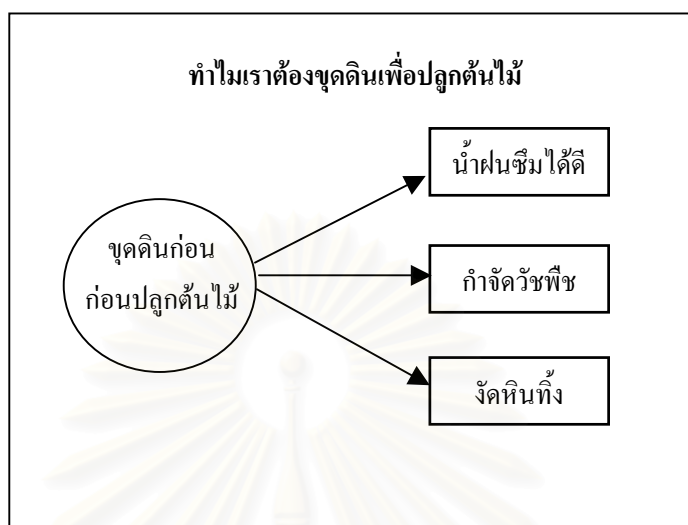 ทำไมเราต้องขุดดินเพื่อปลูกต้นไม้
น้ำฝนซึมได้ดี
ขุดดินก่อน
ก่อนปลูกต้นไม้
กำจัดวัชพืช
งัดหินทิ้ง